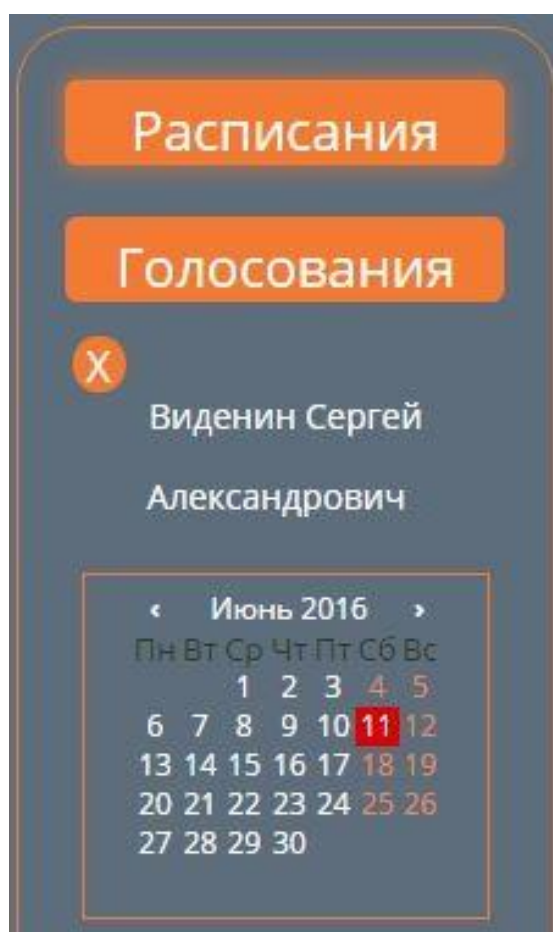 Расписания
Голосования
X
Виденин Сергей
Александрович
‹ Июнь 2016 ›
Пн Вт Ср Чт Пт Сб Вс
1 2 3 4 5
6 7 8 9 10 11 12
13 14 15 16 17 18 19
20 21 22 23 24 25 26
27 28 29 30